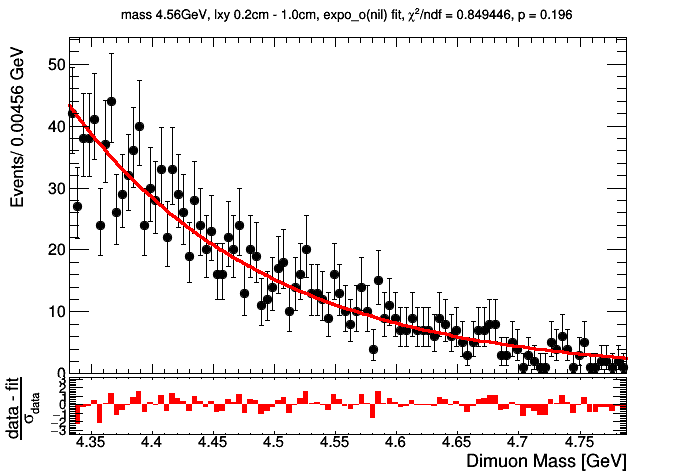 mass 4.56GeV, lxy 0.2cm - 1.0cm, expo_o(nil) fit, χ²/ndf = 0.849446, p = 0.196
Events/ 0.00456 GeV
50
40
30
20
10
0
data - fit
σdata
3
2
1
0
−1
−2
−3
4.35 4.4 4.45 4.5 4.55 4.6 4.65 4.7 4.75
Dimuon Mass [GeV]